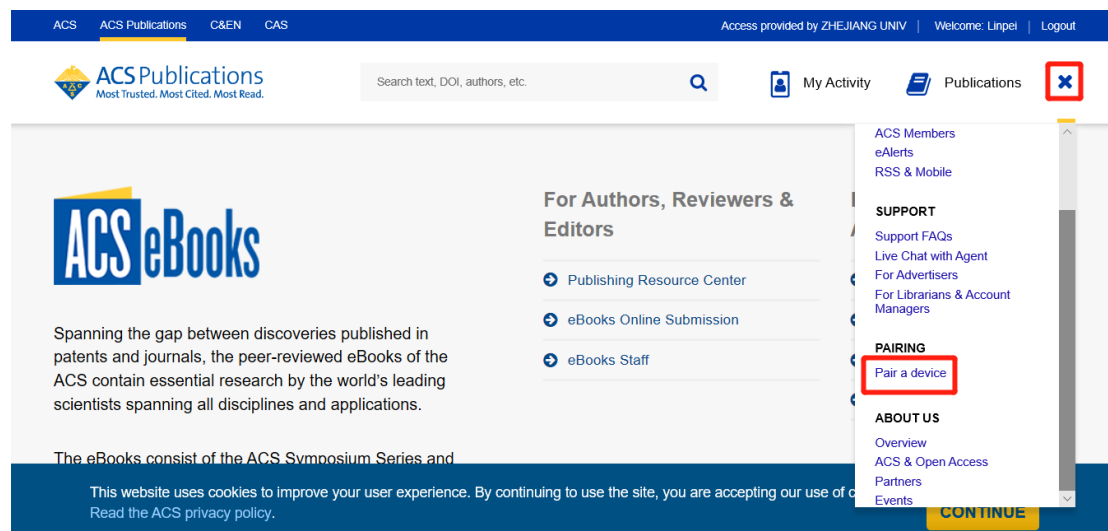 ACS ACS Publications C&EN CAS Access provided by ZHEJIANG UNIV | Welcome: Linpei | Logout
ACS Publications
Most Trusted. Most Cited. Most Read.
Search text, DOI, authors, etc.
My Activity
Publications
ACS Members
eAlerts
RSS & Mobile
SUPPORT
Support FAQs
Live Chat with Agent
For Advertisers
For Librarians & Account
Managers
PAIRING
Pair a device
ABOUT US
Overview
ACS & Open Access
Partners
Events
ACS eBooks
Spanning the gap between discoveries published in
patents and journals, the peer-reviewed eBooks of the
ACS contain essential research by the world's leading
scientists spanning all disciplines and applications.
The eBooks consist of the ACS Symposium Series and
For Authors, Reviewers &
Editors
Publishing Resource Center
eBooks Online Submission
eBooks Staff
This website uses cookies to improve your user experience. By continuing to use the site, you are accepting our use of
Read the ACS privacy policy.
CONTINUE